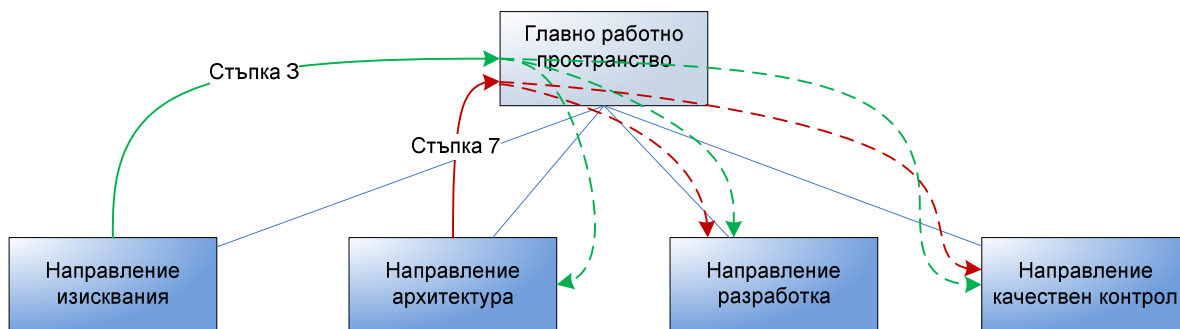 Главно работно
пространство
Стъпка 3
Стъпка 7
Направление
изисквания
Направление
архитектура
Направление
разработка
Направление
качествен контрол